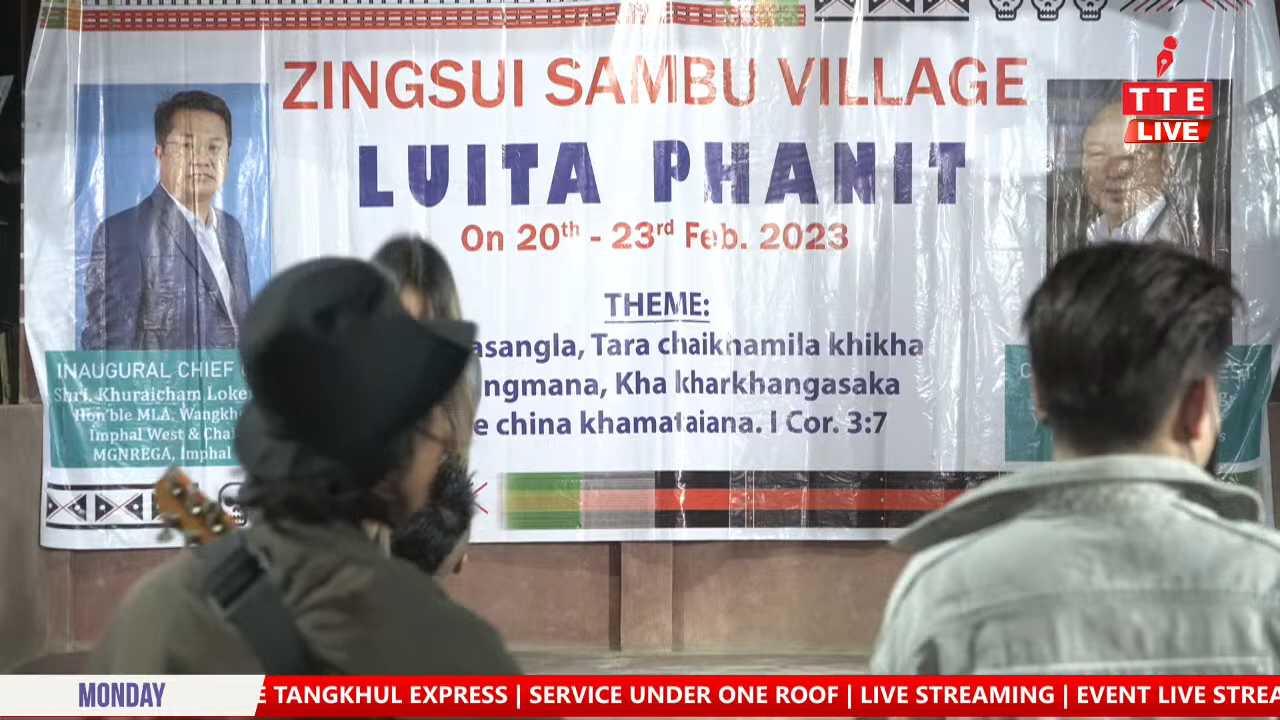 ZINGSUI SAMBU VILLAGE
LUITA PHANIT
On 20th - 23rd Feb. 2023
THEME:
asangla, Tara chaikhamila khikha
ngmana, Kha kharkhangasaka
e china khamataiana. I Cor. 3:7
INAUGURAL CHIEF
Shri. Khuraicham Loke
Hon'ble MLA, Wangkh
Imphal West & Chai
MGNREGA, Imphal
TTE
LIVE
MONDAY
E TANGKHUL EXPRESS | SERVICE UNDER ONE ROOF | LIVE STREAMING | EVENT LIVE STREA